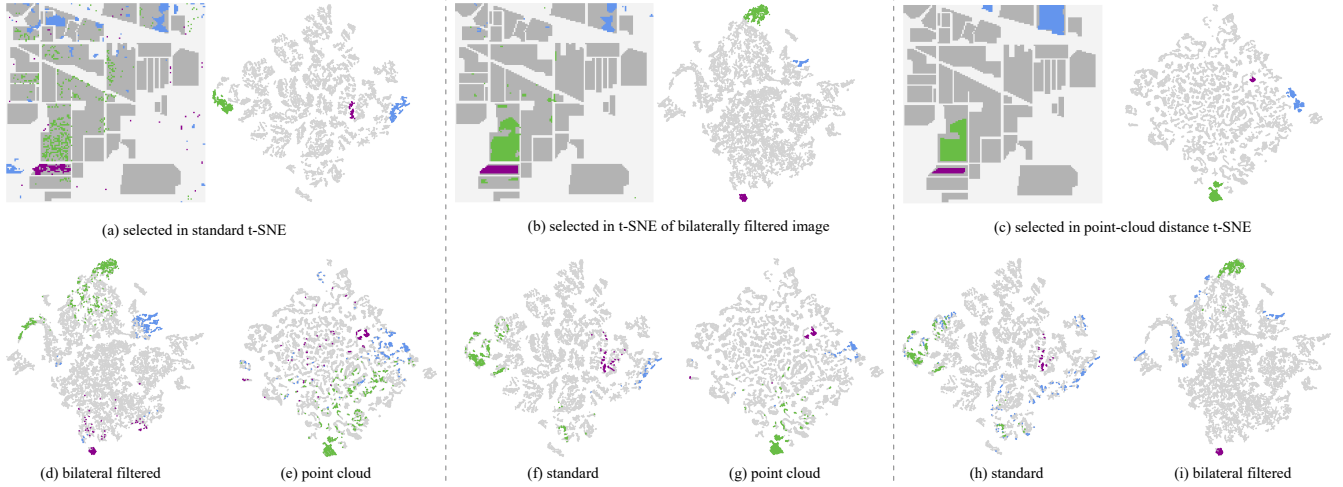 (a) selected in standard t-SNE
(b) selected in t-SNE of bilaterally filtered image
(c) selected in point-cloud distance t-SNE
(d) bilateral filtered
(e) point cloud
(f) standard
(g) point cloud
(h) standard
(i) bilateral filtered